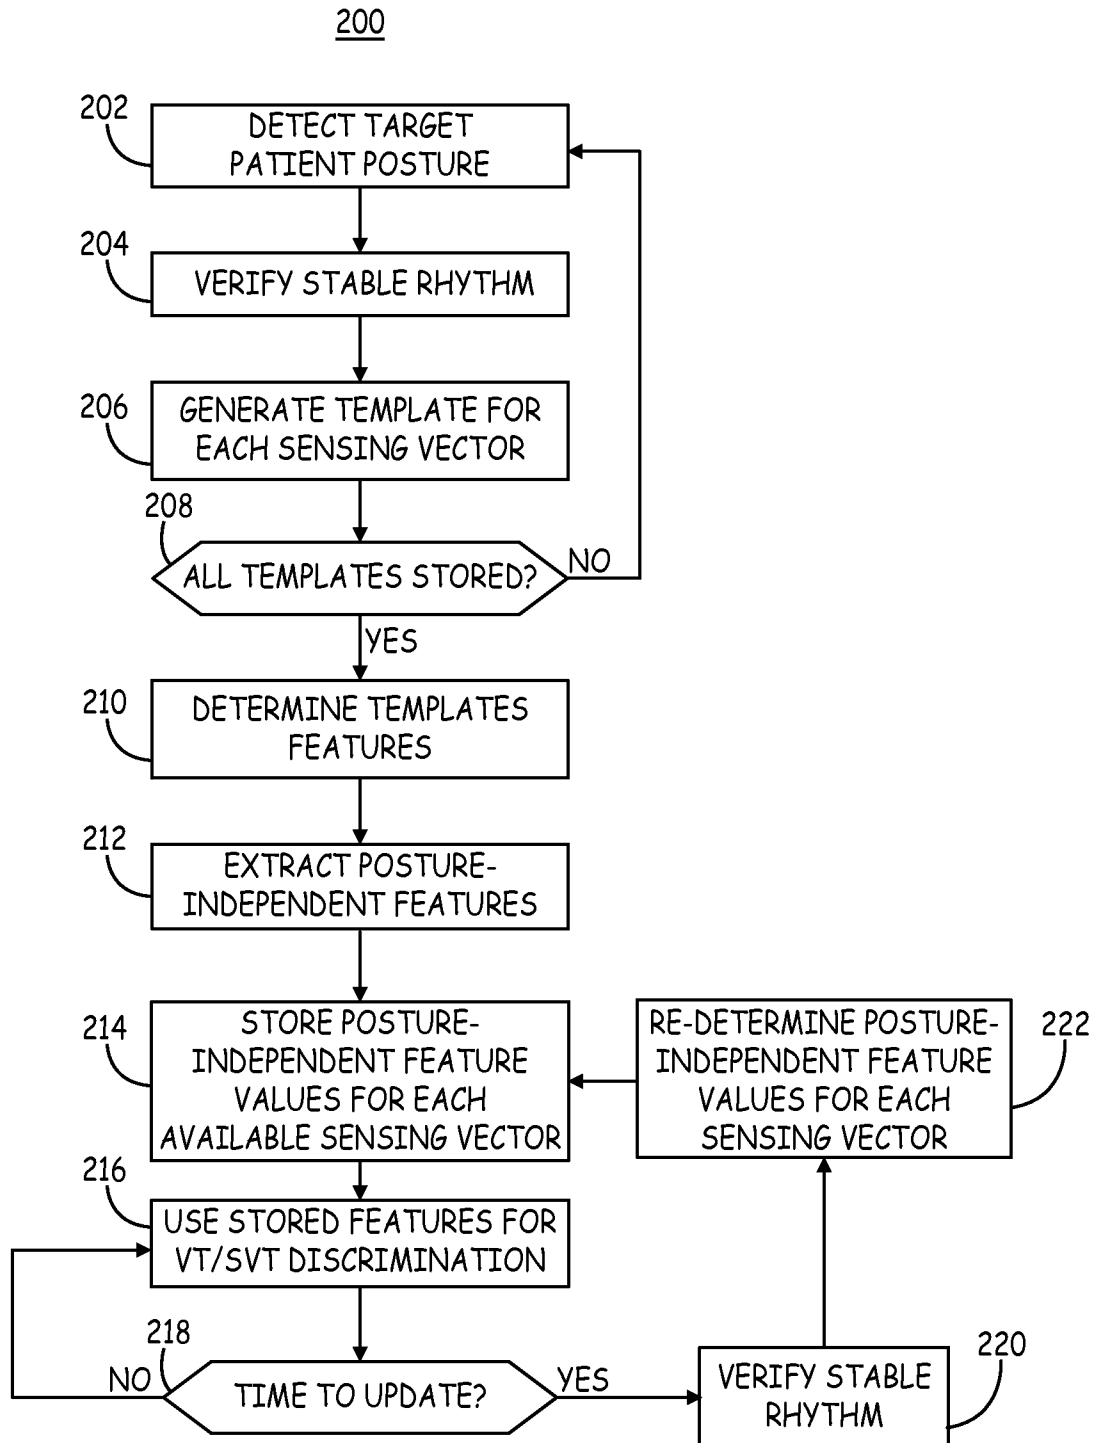 200
202
DETECT TARGET
PATIENT POSTURE
204
VERIFY STABLE RHYTHM
206
GENERATE TEMPLATE FOR
EACH SENSING VECTOR
208
ALL TEMPLATES STORED?
NO
YES
210
DETERMINE TEMPLATES
FEATURES
212
EXTRACT POSTURE-
INDEPENDENT FEATURES
214
STORE POSTURE-
INDEPENDENT FEATURE
VALUES FOR EACH
AVAILABLE SENSING VECTOR
RE-DETERMINE POSTURE-
INDEPENDENT FEATURE
VALUES FOR EACH
SENSING VECTOR
222
216
USE STORED FEATURES FOR
VT/SVT DISCRIMINATION
218
NO
TIME TO UPDATE?
YES
VERIFY STABLE
RHYTHM
220